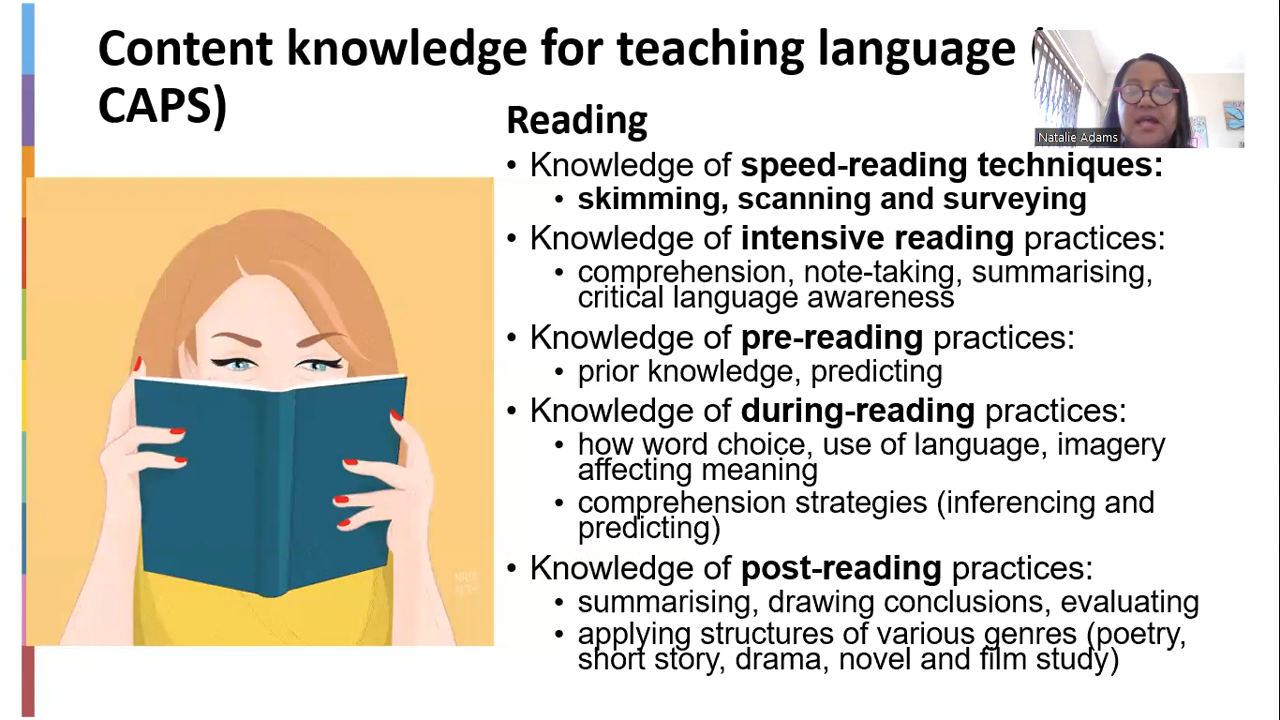 Content knowledge for teaching language (
CAPS)
Natalie Adams
Reading
• Knowledge of speed-reading techniques:
• skimming, scanning and surveying
• Knowledge of intensive reading practices:
• comprehension, note-taking, summarising,
critical language awareness
• Knowledge of pre-reading practices:
• prior knowledge, predicting
• Knowledge of during-reading practices:
• how word choice, use of language, imagery
affecting meaning
• comprehension strategies (inferencing and
predicting)
• Knowledge of post-reading practices:
• summarising, drawing conclusions, evaluating
• applying structures of various genres (poetry,
short story, drama, novel and film study)